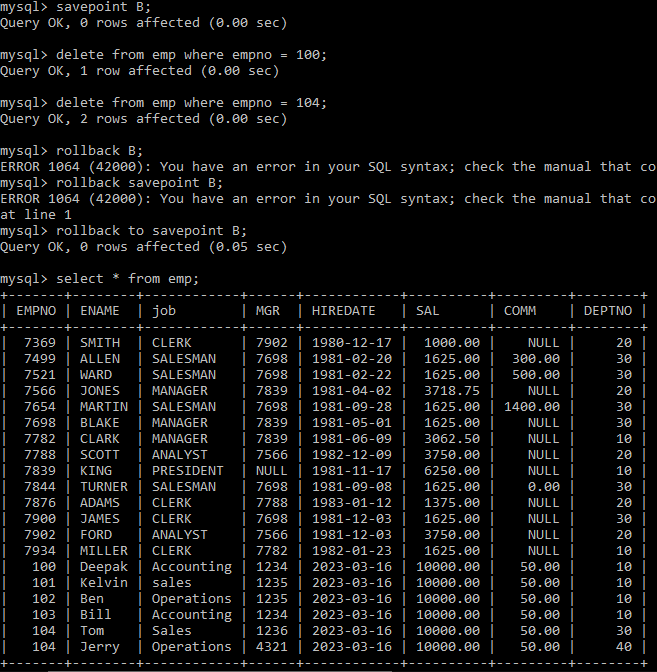 mysql> savepoint B;
Query OK, 0 rows affected (0.00 sec)
mysql> delete from emp where empno = 100;
Query OK, 1 row affected (0.00 sec)
mysql> delete from emp where empno = 104;
Query OK, 2 rows affected (0.00 sec)
mysql> rollback B;
ERROR 1064 (42000): You have an error in your SQL syntax; check the manual that co
mysql> rollback savepoint B;
ERROR 1064 (42000): You have an error in your SQL syntax; check the manual that co
at line 1
mysql> rollback to savepoint B;
Query OK, 0 rows affected (0.05 sec)
mysql> select * from emp;
+-------+--------+------------+------+------------+----------+---------+--------+
| EMPNO | ENAME  | job        | MGR  | HIREDATE   | SAL      | COMM    | DEPTNO |
+-------+--------+------------+------+------------+----------+---------+--------+
|  7369 | SMITH  | CLERK      | 7902 | 1980-12-17 |  1000.00 |    NULL |     20 |
|  7499 | ALLEN  | SALESMAN   | 7698 | 1981-02-20 |  1625.00 |  300.00 |     30 |
|  7521 | WARD   | SALESMAN   | 7698 | 1981-02-22 |  1625.00 |  500.00 |     30 |
|  7566 | JONES  | MANAGER    | 7839 | 1981-04-02 |  3718.75 |    NULL |     20 |
|  7654 | MARTIN | SALESMAN   | 7698 | 1981-09-28 |  1625.00 | 1400.00 |     30 |
|  7698 | BLAKE  | MANAGER    | 7839 | 1981-05-01 |  1625.00 |    NULL |     30 |
|  7782 | CLARK  | MANAGER    | 7839 | 1981-06-09 |  3062.50 |    NULL |     10 |
|  7788 | SCOTT  | ANALYST    | 7566 | 1982-12-09 |  3750.00 |    NULL |     20 |
|  7839 | KING   | PRESIDENT  | NULL | 1981-11-17 |  6250.00 |    NULL |     10 |
|  7844 | TURNER | SALESMAN   | 7698 | 1981-09-08 |  1625.00 |    0.00 |     30 |
|  7876 | ADAMS  | CLERK      | 7788 | 1983-01-12 |  1375.00 |    NULL |     20 |
|  7900 | JAMES  | CLERK      | 7698 | 1981-12-03 |  1625.00 |    NULL |     30 |
|  7902 | FORD   | ANALYST    | 7566 | 1981-12-03 |  3750.00 |    NULL |     20 |
|  7934 | MILLER | CLERK      | 7782 | 1982-01-23 |  1625.00 |    NULL |     10 |
|   100 | Deepak | Accounting | 1234 | 2023-03-16 | 10000.00 |   50.00 |     10 |
|   101 | Kelvin | sales      | 1235 | 2023-03-16 | 10000.00 |   50.00 |     10 |
|   102 | Ben    | Operations | 1235 | 2023-03-16 | 10000.00 |   50.00 |     10 |
|   103 | Bill   | Accounting | 1234 | 2023-03-16 | 10000.00 |   50.00 |     10 |
|   104 | Tom    | Sales      | 1236 | 2023-03-16 | 10000.00 |   50.00 |     30 |
|   104 | Jerry  | Operations | 4321 | 2023-03-16 | 10000.00 |   50.00 |     40 |
+-------+--------+------------+------+------------+----------+---------+--------+